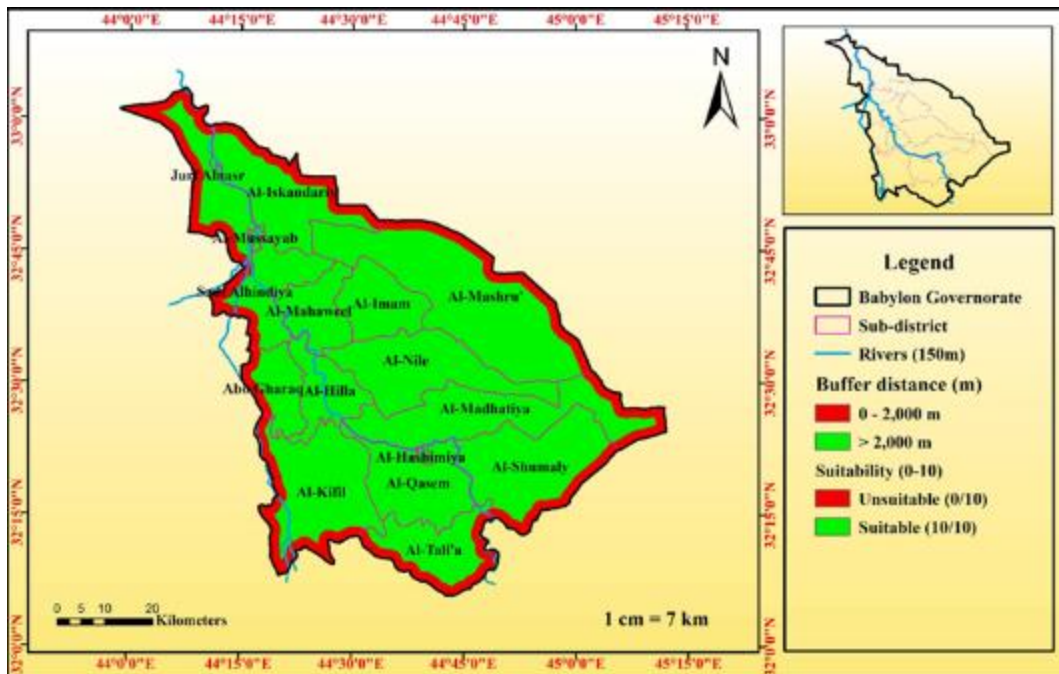 44°0'0"E 44°15'0"E 44°30'0"E 44°45'0"E 45°0'0"E 45°15'0"E
N
33°0'0"N
33°0'0"N
Jurf Alnasr
Al-Iskandariy
Al-Mussayab
32°45'0"N
32°45'0"N
Sadt Alhindiya
Al-Mahaweel
Al-Imam
Al-Mashru'
Al-Nile
32°30'0"N
32°30'0"N
Abo Gharaq
Al-Hilla
Al-Madhatiya
Al-Hashimiya
Al-Shumaly
Al-Qasem
Al-Kifil
32°15'0"N
32°15'0"N
Al-Tali'a
0 5 10 20
Kilometers
1 cm = 7 km
32°0'0"N
32°0'0"N
44°0'0"E 44°15'0"E 44°30'0"E 44°45'0"E 45°0'0"E 45°15'0"E
Legend
Babylon Governorate
Sub-district
Rivers (150m)
Buffer distance (m)
0 - 2,000 m
> 2,000 m
Suitability (0-10)
Unsuitable (0/10)
Suitable (10/10)